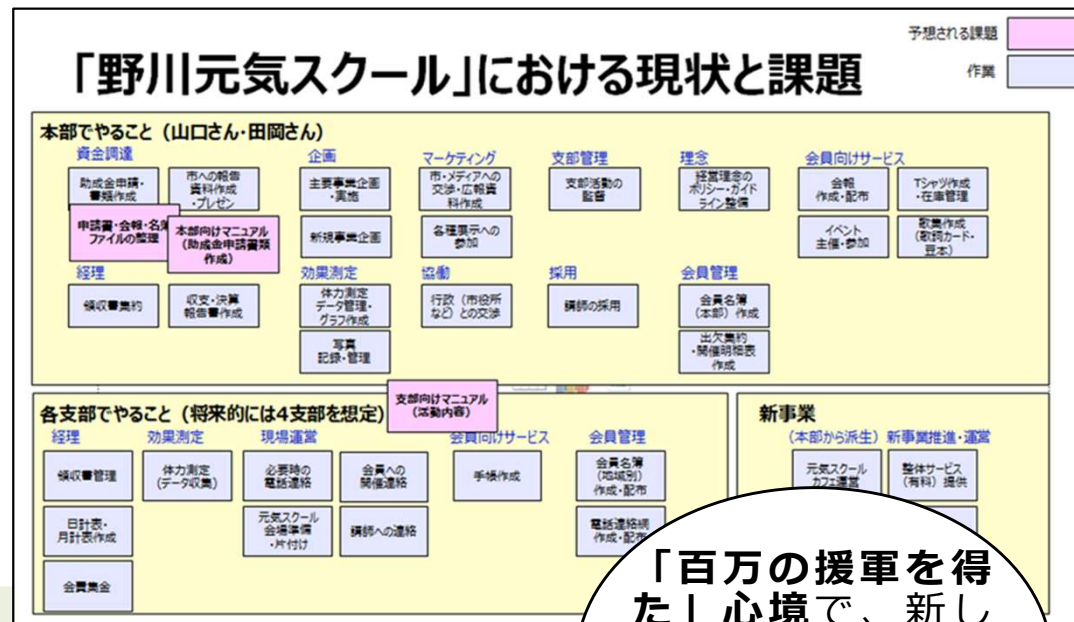 予想される課題
作業
「野川元気スクール」における現状と課題
本部でやること（山口さん・田岡さん）
資金調達
助成金申請・
書類作成
市への報告
資料作成
・プレゼン
申請書・会報・名簿
ファイルの整理
本部向けマニュアル
（助成金申請書類
作成）
企画
主要事業企画
・実施
新規事業企画
マーケティング
市・メディアへの
交渉・広報資
料作成
各種展示への
参加
支部管理
支部活動の
監督
理念
経営理念の
ポリシー・ガイド
ライン整備
会員向けサービス
会報
作成・配布
Tシャツ作成
・在庫管理
イベント
主催・参加
歌集作成
（歌詞カード・
豆本）
経理
領収書集約
収支・決算
報告書作成
効果測定
体力測定
データ管理・
グラフ作成
写真
記録・管理
協働
行政（市役所
など）との交渉
採用
講師の採用
会員管理
会員名簿
（本部）作成
出欠集約
・開催明細表
作成
支部向けマニュアル
（活動内容）
各支部でやること（将来的には4支部を想定）
経理
領収書管理
日計表・
月計表作成
会費集金
効果測定
体力測定
（データ収集）
現場運営
必要時の
電話連絡
会員への
開催連絡
元気スクール
会場準備
・片付け
講師への連絡
会員向けサービス
手帳作成
会員管理
会員名簿
（地域別）
作成・配布
電話連絡網
作成・配布
新事業
（本部から派生）新事業推進・運営
元気スクール
カフェ運営
整体サービス
（有料）提供
「百万の援軍を得
た」心境で、新し